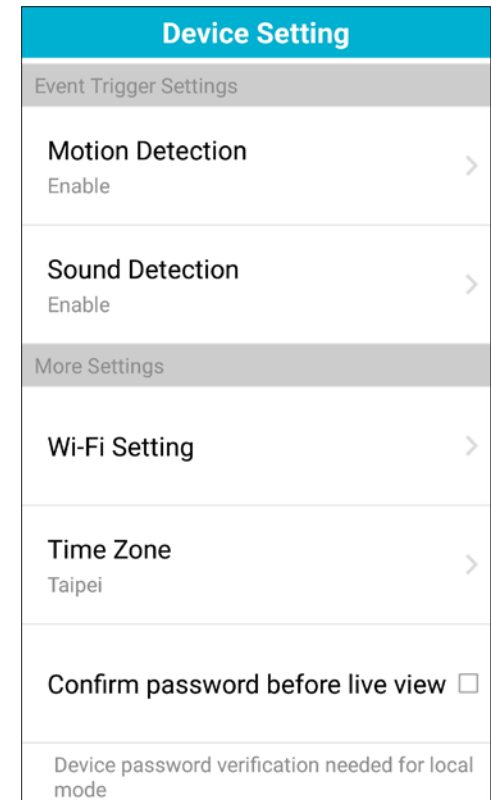 Device Setting
Event Trigger Settings
Motion Detection
Enable
Sound Detection
Enable
More Settings
Wi-Fi Setting
Time Zone
Taipei
Confirm password before live view
Device password verification needed for local
mode